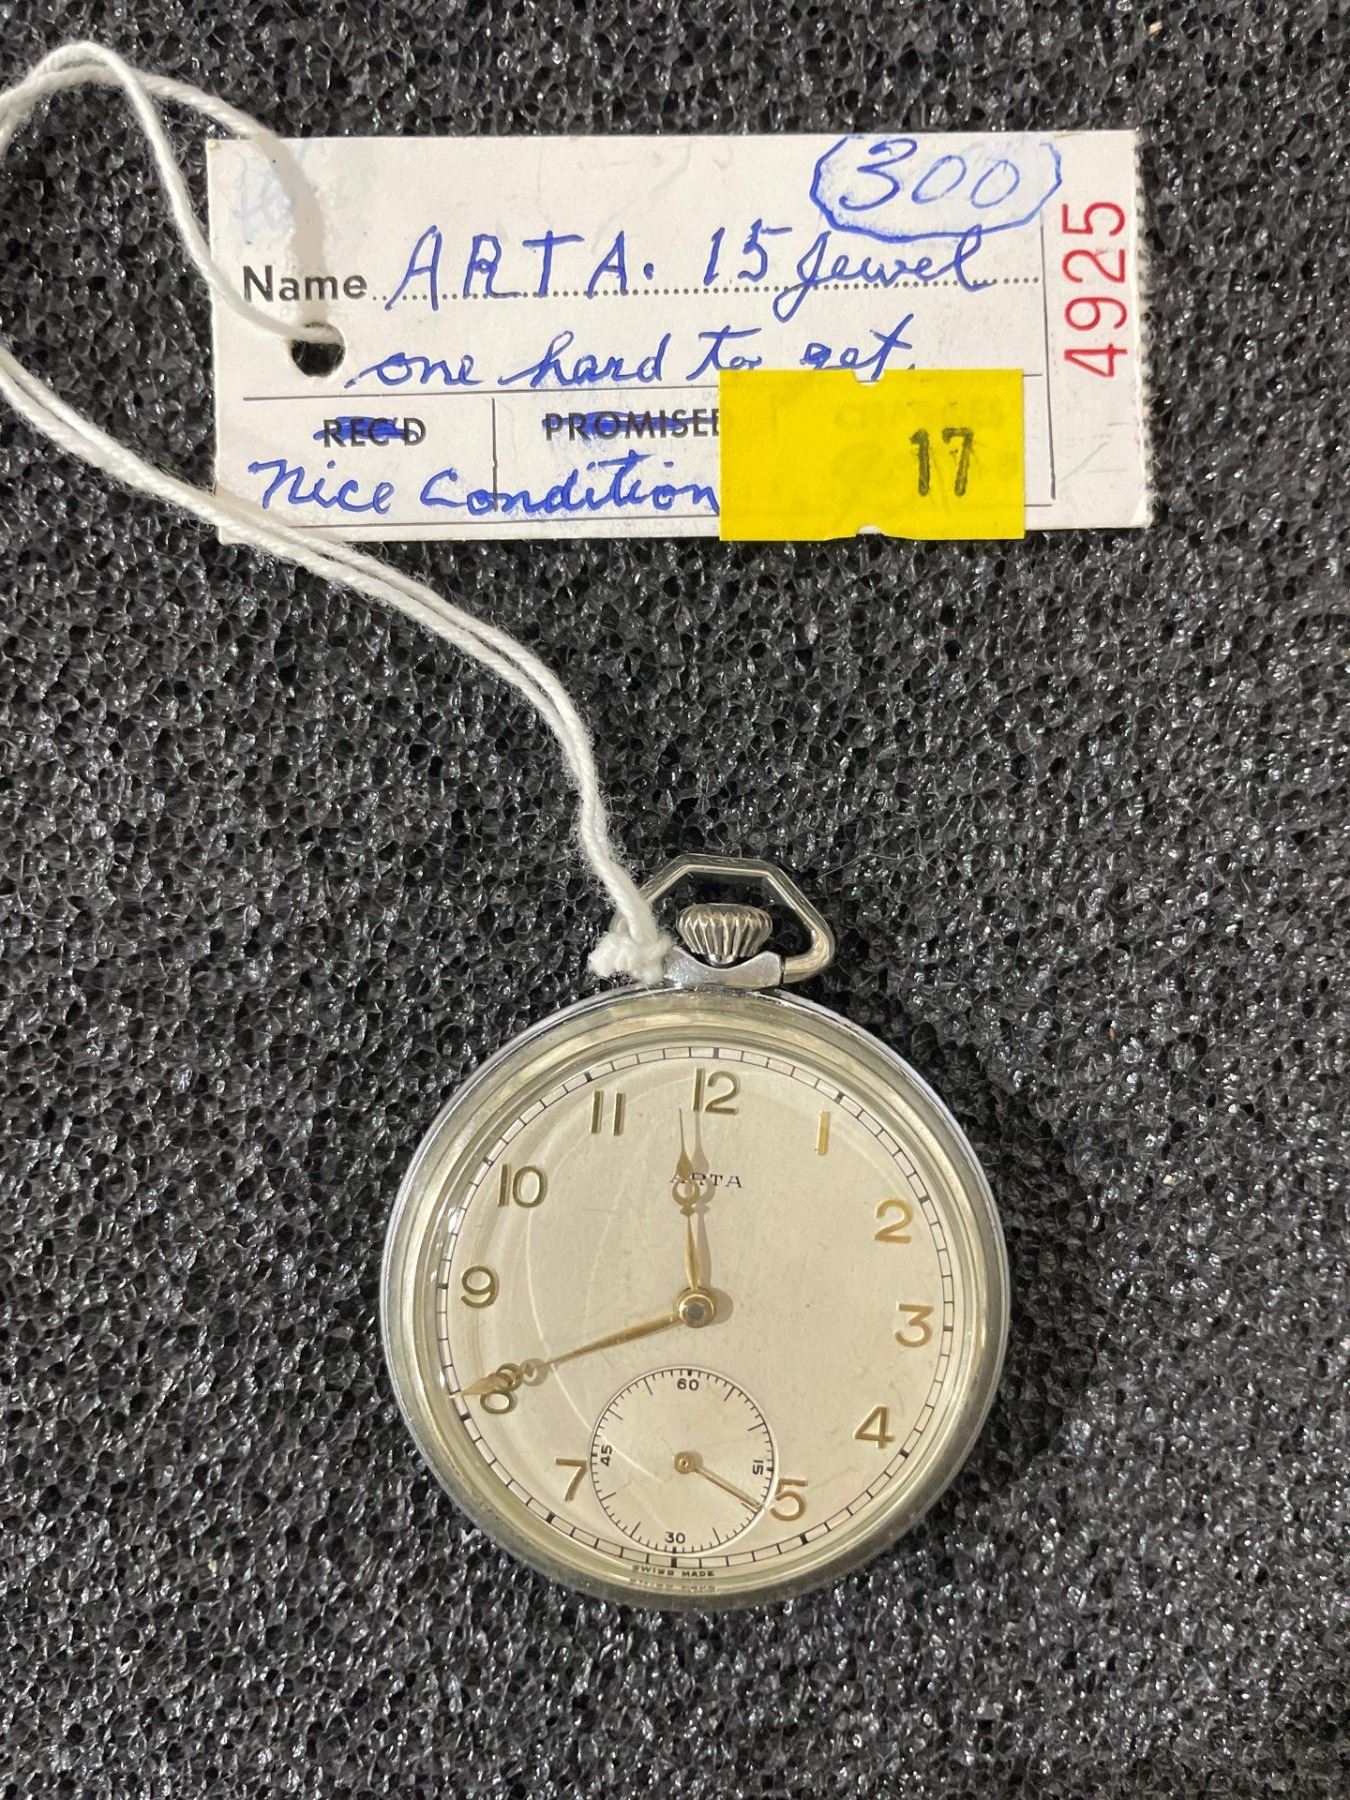 300
Name ARTA. 15 Jewel
one hard to get.
REC'D PROMISED
Nice Condition
17
4925
12
11 1
10 2
9 3
8 4
7 5
ARTA
60
45 15
30
SWISS MADE